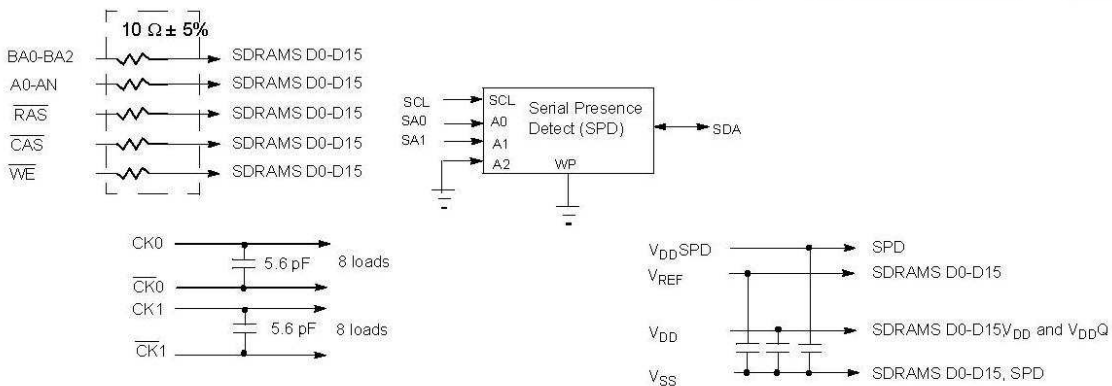 10 Ω ± 5%
BA0-BA2 SDRAMS D0-D15
A0-AN SDRAMS D0-D15
RAS SDRAMS D0-D15
CAS SDRAMS D0-D15
WE SDRAMS D0-D15
SCL SCL Serial Presence
SA0 A0 Detect (SPD) SDA
SA1 A1
A2 WP
CK0
5.6 pF 8 loads
CK0
CK1
5.6 pF 8 loads
CK1
VDDSPD SPD
VREF SDRAMS D0-D15
VDD SDRAMS D0-D15,VDD and VDDQ
VSS SDRAMS D0-D15, SPD